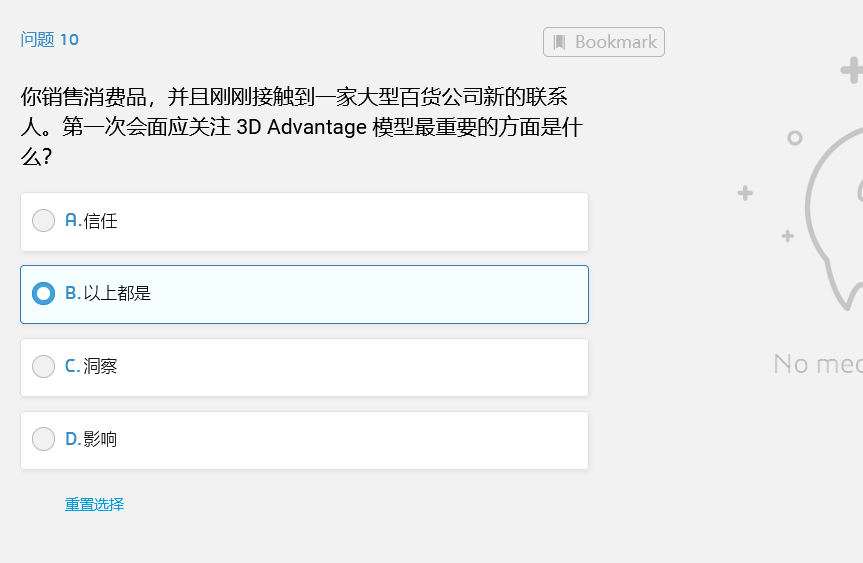 问题 10
Bookmark
你销售消费品，并且刚刚接触到一家大型百货公司新的联系
人。第一次会面应关注 3D Advantage 模型最重要的方面是什
么?
A.信任
B.以上都是
C.洞察
D.影响
No med
重置选择